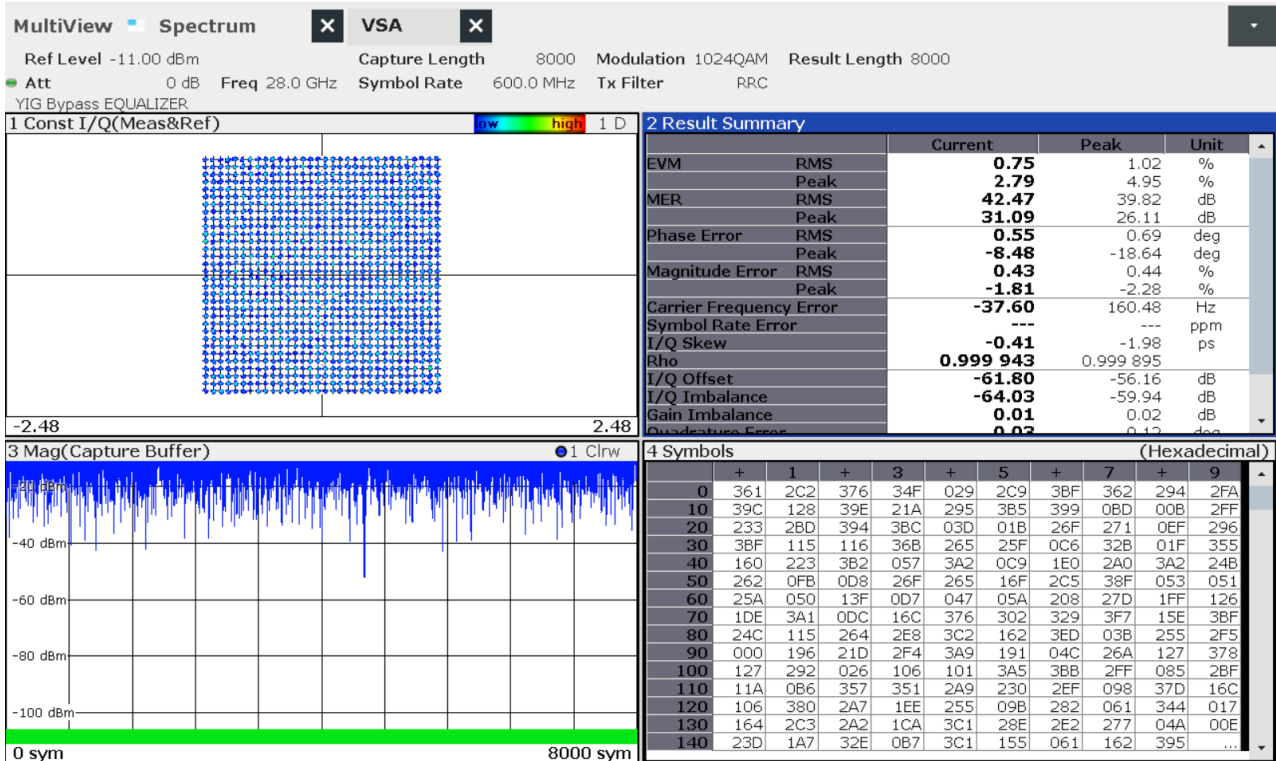 MultiView Spectrum X VSA X
Ref Level -11.00 dBm Capture Length 8000 Modulation 1024QAM Result Length 8000
Att 0 dB Freq 28.0 GHz Symbol Rate 600.0 MHz Tx Filter RRC
YIG Bypass EQUALIZER
1 Const I/Q(Meas&Ref) low high 1 D
-2.48 2.48
2 Result Summary
Current Peak Unit
EVM RMS 0.75 1.02 %
Peak 2.79 4.95 %
MER RMS 42.47 39.82 dB
Peak 31.09 26.11 dB
Phase Error RMS 0.55 0.69 deg
Peak -8.48 -18.64 deg
Magnitude Error RMS 0.43 0.44 %
Peak -1.81 -2.28 %
Carrier Frequency Error -37.60 160.48 Hz
Symbol Rate Error --- --- ppm
I/Q Skew -0.41 -1.98 ps
Rho 0.999 943 0.999 895
I/Q Offset -61.80 -56.16 dB
I/Q Imbalance -64.03 -59.94 dB
Gain Imbalance 0.01 0.02 dB
Quadrature Error 0.03 0.12 deg
3 Mag(Capture Buffer) 1 Clrw
-20 dBm
-40 dBm
-60 dBm
-80 dBm
-100 dBm
0 sym 8000 sym
4 Symbols (Hexadecimal)
+ 1 + 3 + 5 + 7 + 9
0 361 2C2 376 34F 029 2C9 3BF 362 294 2FA
10 39C 128 39E 21A 295 3B5 399 0BD 00B 2FF
20 233 2BD 394 3BC 03D 01B 26F 271 0EF 296
30 3BF 115 116 36B 265 25F 0C6 32B 01F 355
40 160 223 3B2 057 3A2 0C9 1E0 2A0 3A2 24B
50 262 0FB 0D8 26F 265 16F 2C5 38F 053 051
60 25A 050 13F 0D7 047 05A 208 27D 1FF 126
70 1DE 3A1 0DC 16C 376 302 329 3F7 15E 3BF
80 24C 115 264 2E8 3C2 162 3ED 03B 255 2F5
90 000 196 21D 2F4 3A9 191 04C 26A 127 378
100 127 292 026 106 101 3A5 3BB 2FF 085 2BF
110 11A 0B6 357 351 2A9 230 2EF 098 37D 16C
120 106 380 2A7 1EE 255 09B 282 061 344 017
130 164 2C3 2A2 1CA 3C1 28E 2E2 277 04A 00E
140 23D 1A7 32E 0B7 3C1 155 061 162 395 ...